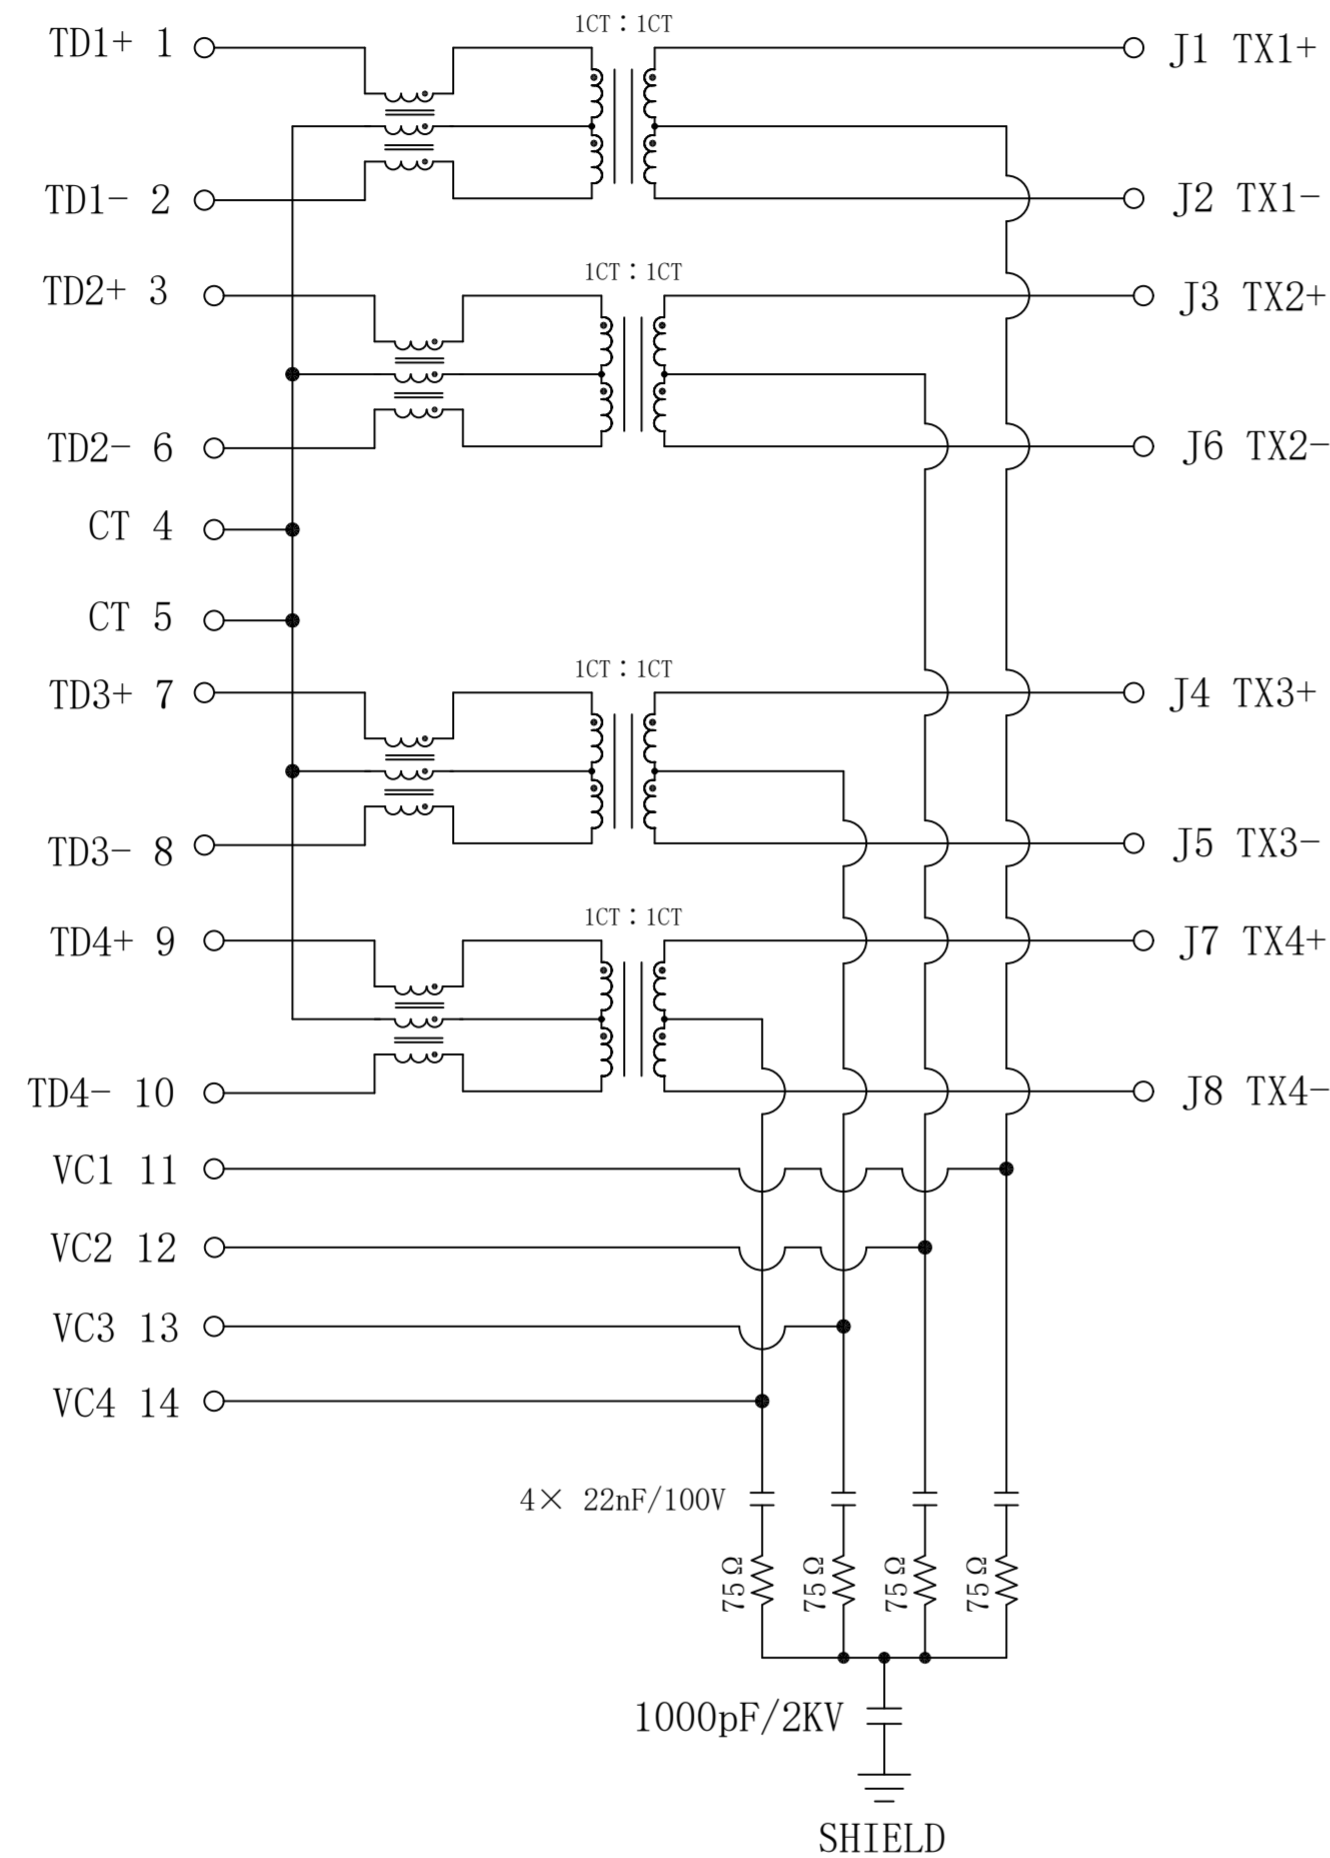 1CT：1CT
TD1+ 1
J1 TX1+
TD1- 2
J2 TX1-
1CT：1CT
TD2+ 3
J3 TX2+
TD2- 6
J6 TX2-
CT 4
CT 5
1CT：1CT
TD3+ 7
J4 TX3+
TD3- 8
J5 TX3-
1CT：1CT
TD4+ 9
J7 TX4+
TD4- 10
J8 TX4-
VC1 11
VC2 12
VC3 13
VC4 14
4× 22nF/100V
75Ω
75Ω
75Ω
75Ω
1000pF/2KV
SHIELD